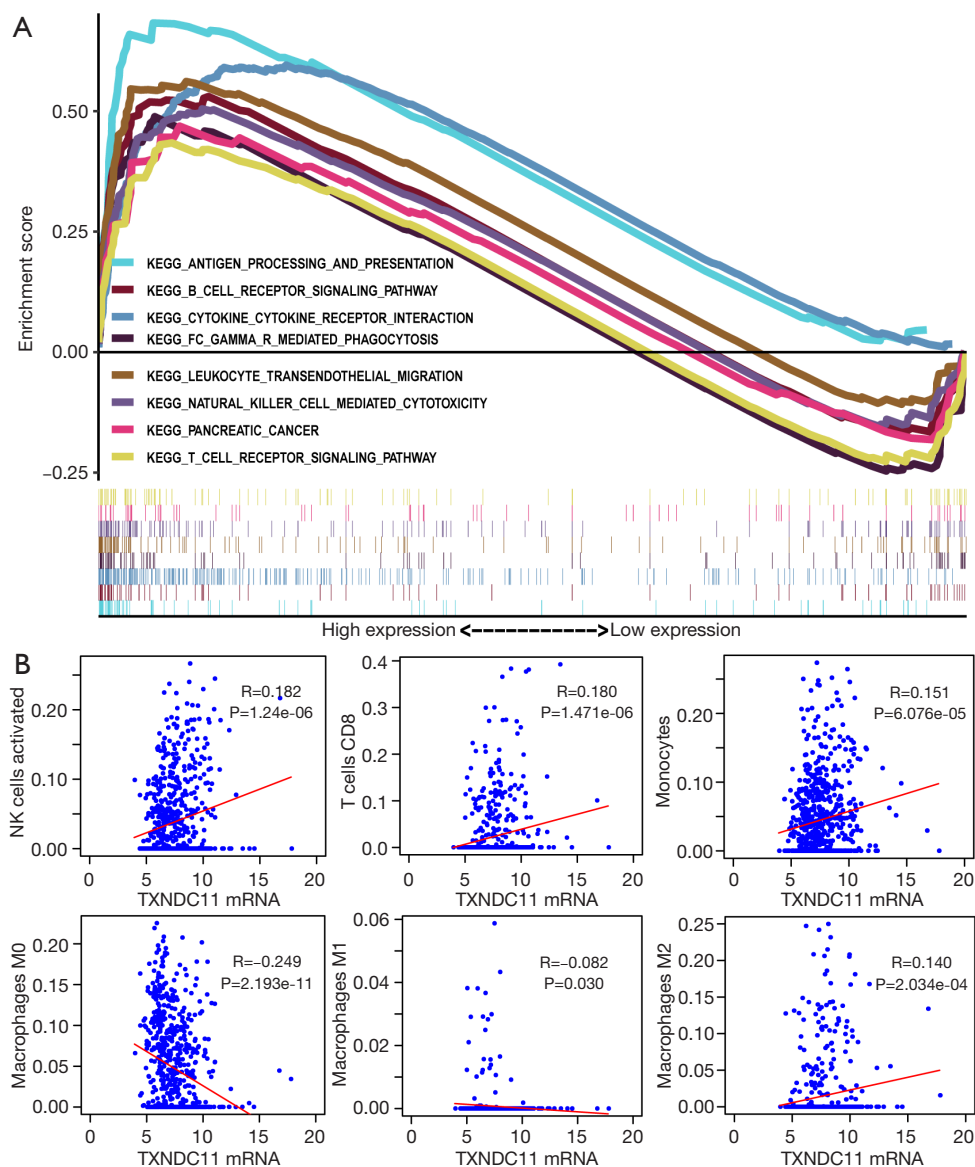 A
Enrichment score
0.50
0.25
0.00
−0.25
KEGG_ANTIGEN_PROCESSING_AND_PRESENTATION
KEGG_B_CELL_RECEPTOR_SIGNALING_PATHWAY
KEGG_CYTOKINE_CYTOKINE_RECEPTOR_INTERACTION
KEGG_FC_GAMMA_R_MEDIATED_PHAGOCYTOSIS
KEGG_LEUKOCYTE_TRANSENDOTHELIAL_MIGRATION
KEGG_NATURAL_KILLER_CELL_MEDIATED_CYTOTOXICITY
KEGG_PANCREATIC_CANCER
KEGG_T_CELL_RECEPTOR_SIGNALING_PATHWAY
High expression
Low expression
B
NK cells activated
0.20
0.10
0.00
R=0.182
P=1.24e-06
0 5 10 15 20
TXNDC11 mRNA
T cells CD8
0.4
0.3
0.2
0.1
0.0
R=0.180
P=1.471e-06
0 5 10 15 20
TXNDC11 mRNA
Monocytes
0.20
0.10
0.00
R=0.151
P=6.076e-05
0 5 10 15 20
TXNDC11 mRNA
Macrophages M0
0.20
0.15
0.10
0.05
0.00
R=−0.249
P=2.193e-11
0 5 10 15 20
TXNDC11 mRNA
Macrophages M1
0.06
0.04
0.02
0.00
R=−0.082
P=0.030
0 5 10 15 20
TXNDC11 mRNA
Macrophages M2
0.25
0.20
0.15
0.10
0.05
0.00
R=0.140
P=2.034e-04
0 5 10 15 20
TXNDC11 mRNA